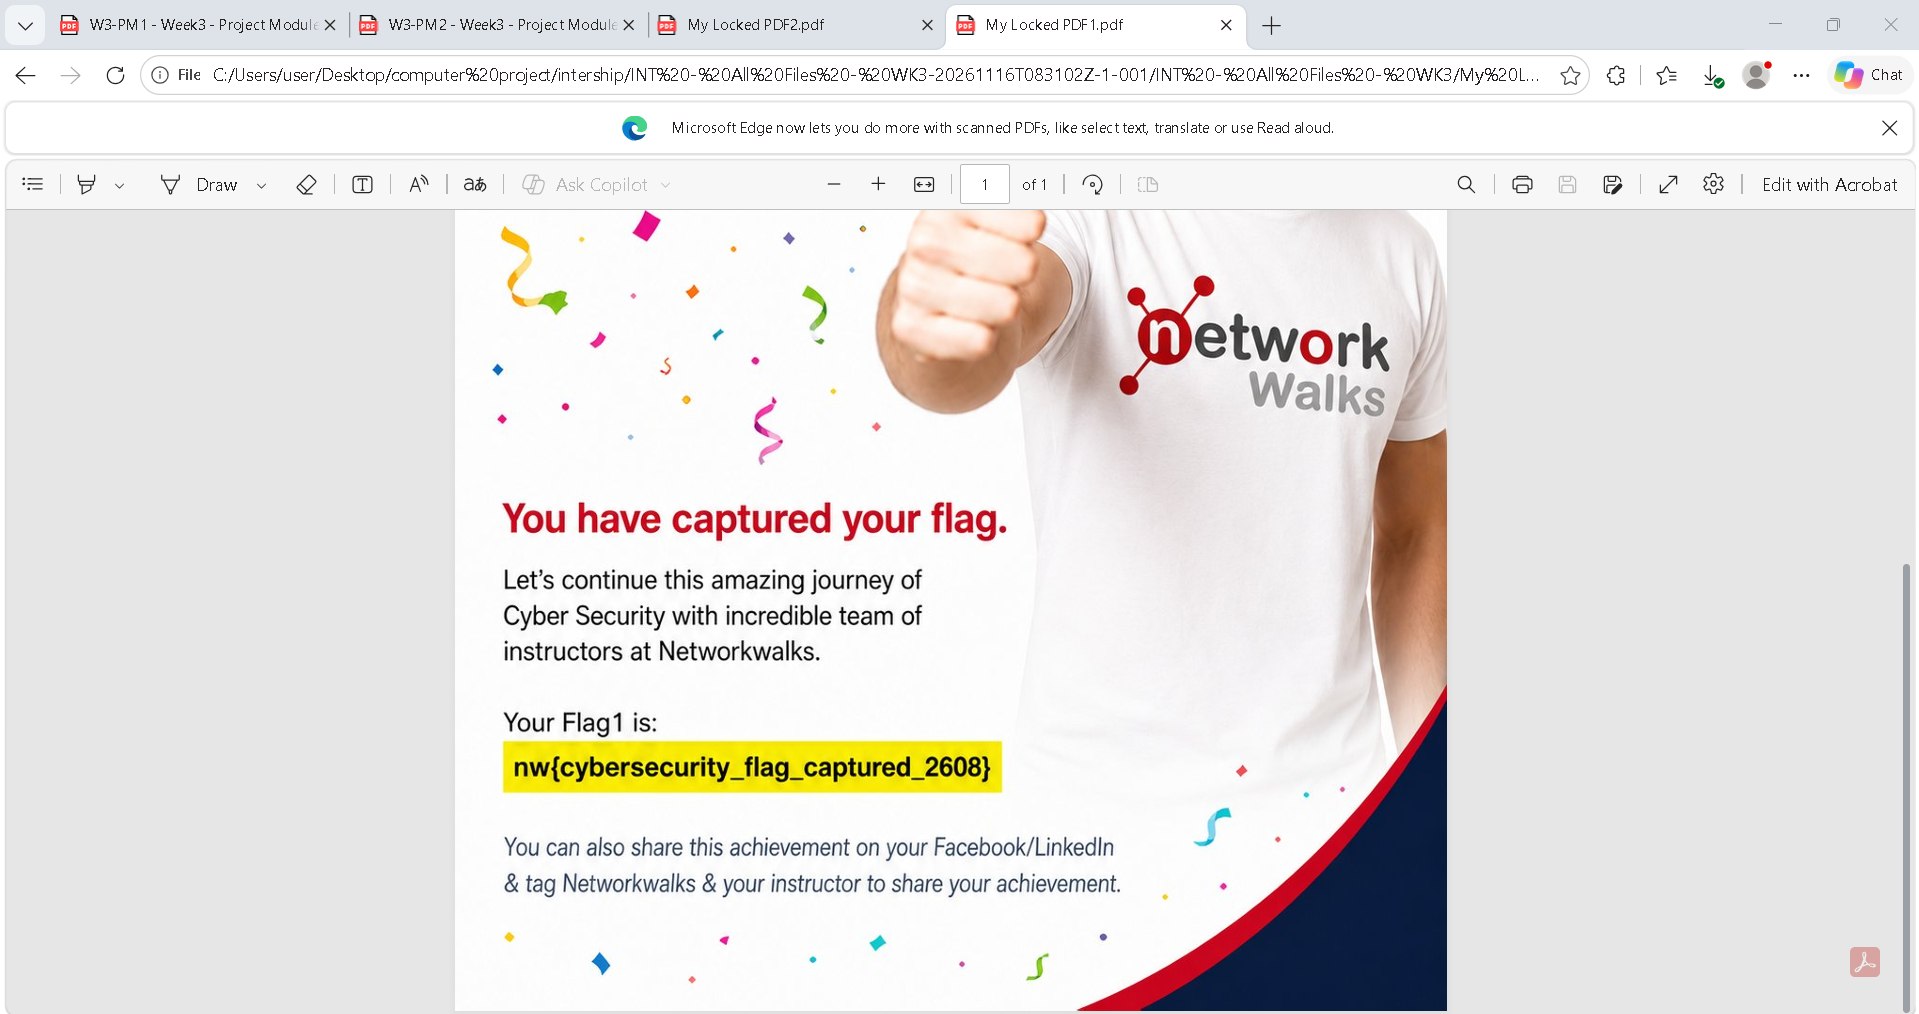 W3-PM1 - Week3 - Project Module
W3-PM2 - Week3 - Project Module
My Locked PDF2.pdf
My Locked PDF1.pdf
File
C:/Users/user/Desktop/computer%20project/intership/INT%20-%20All%20Files%20-%20WK3-20261116T083102Z-1-001/INT%20-%20All%20Files%20-%20WK3/My%20L...
Chat
Microsoft Edge now lets you do more with scanned PDFs, like select text, translate or use Read aloud.
Draw
Ask Copilot
1 of 1
Edit with Acrobat
network
Walks
You have captured your flag.
Let's continue this amazing journey of
Cyber Security with incredible team of
instructors at Networkwalks.
Your Flag1 is:
nw{cybersecurity_flag_captured_2608}
You can also share this achievement on your Facebook/LinkedIn
& tag Networkwalks & your instructor to share your achievement.